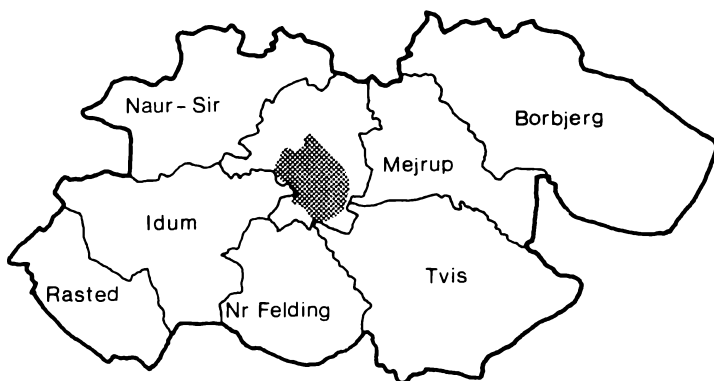 Naur - Sir
Borbjerg
Mejrup
Idum
Tvis
Rasted
Nr Felding